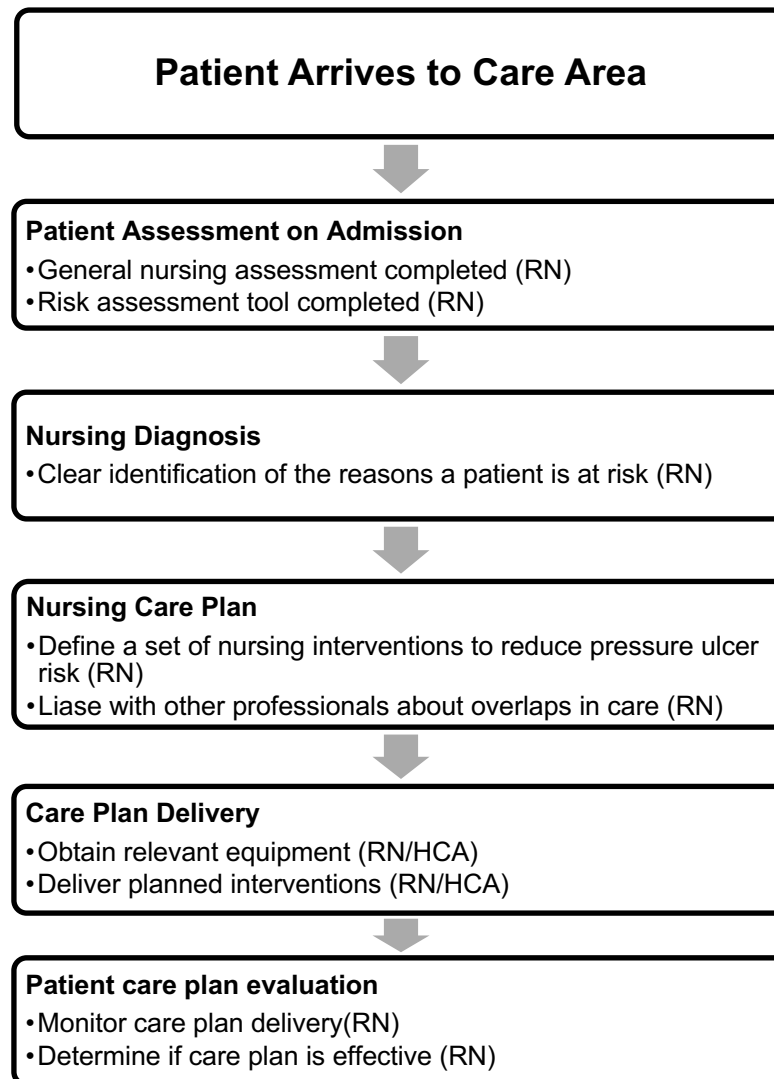 Patient Arrives to Care Area
Patient Assessment on Admission
•General nursing assessment completed (RN)
•Risk assessment tool completed (RN)
Nursing Diagnosis
•Clear identification of the reasons a patient is at risk (RN)
Nursing Care Plan
•Define a set of nursing interventions to reduce pressure ulcer
risk (RN)
•Liase with other professionals about overlaps in care (RN)
Care Plan Delivery
•Obtain relevant equipment (RN/HCA)
•Deliver planned interventions (RN/HCA)
Patient care plan evaluation
•Monitor care plan delivery(RN)
•Determine if care plan is effective (RN)